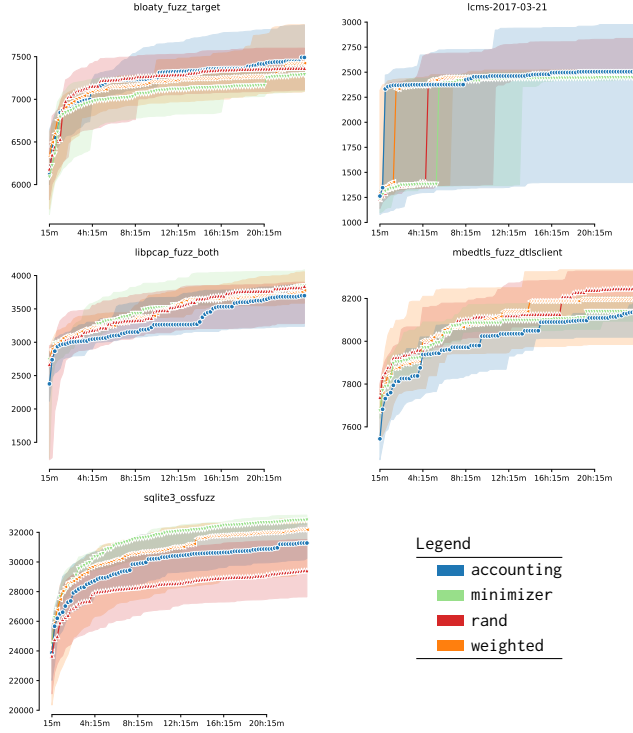 bloaty_fuzz_target
7500
7000
6500
6000
15m 4h:15m 8h:15m 12h:15m 16h:15m 20h:15m
lcms-2017-03-21
3000
2750
2500
2250
2000
1750
1500
1250
1000
15m 4h:15m 8h:15m 12h:15m 16h:15m 20h:15m
libpcap_fuzz_both
4000
3500
3000
2500
2000
1500
15m 4h:15m 8h:15m 12h:15m 16h:15m 20h:15m
mbedtls_fuzz_dtlsclient
8200
8000
7800
7600
15m 4h:15m 8h:15m 12h:15m 16h:15m 20h:15m
sqlite3_ossfuzz
32000
30000
28000
26000
24000
22000
20000
15m 4h:15m 8h:15m 12h:15m 16h:15m 20h:15m
Legend
accounting
minimizer
rand
weighted